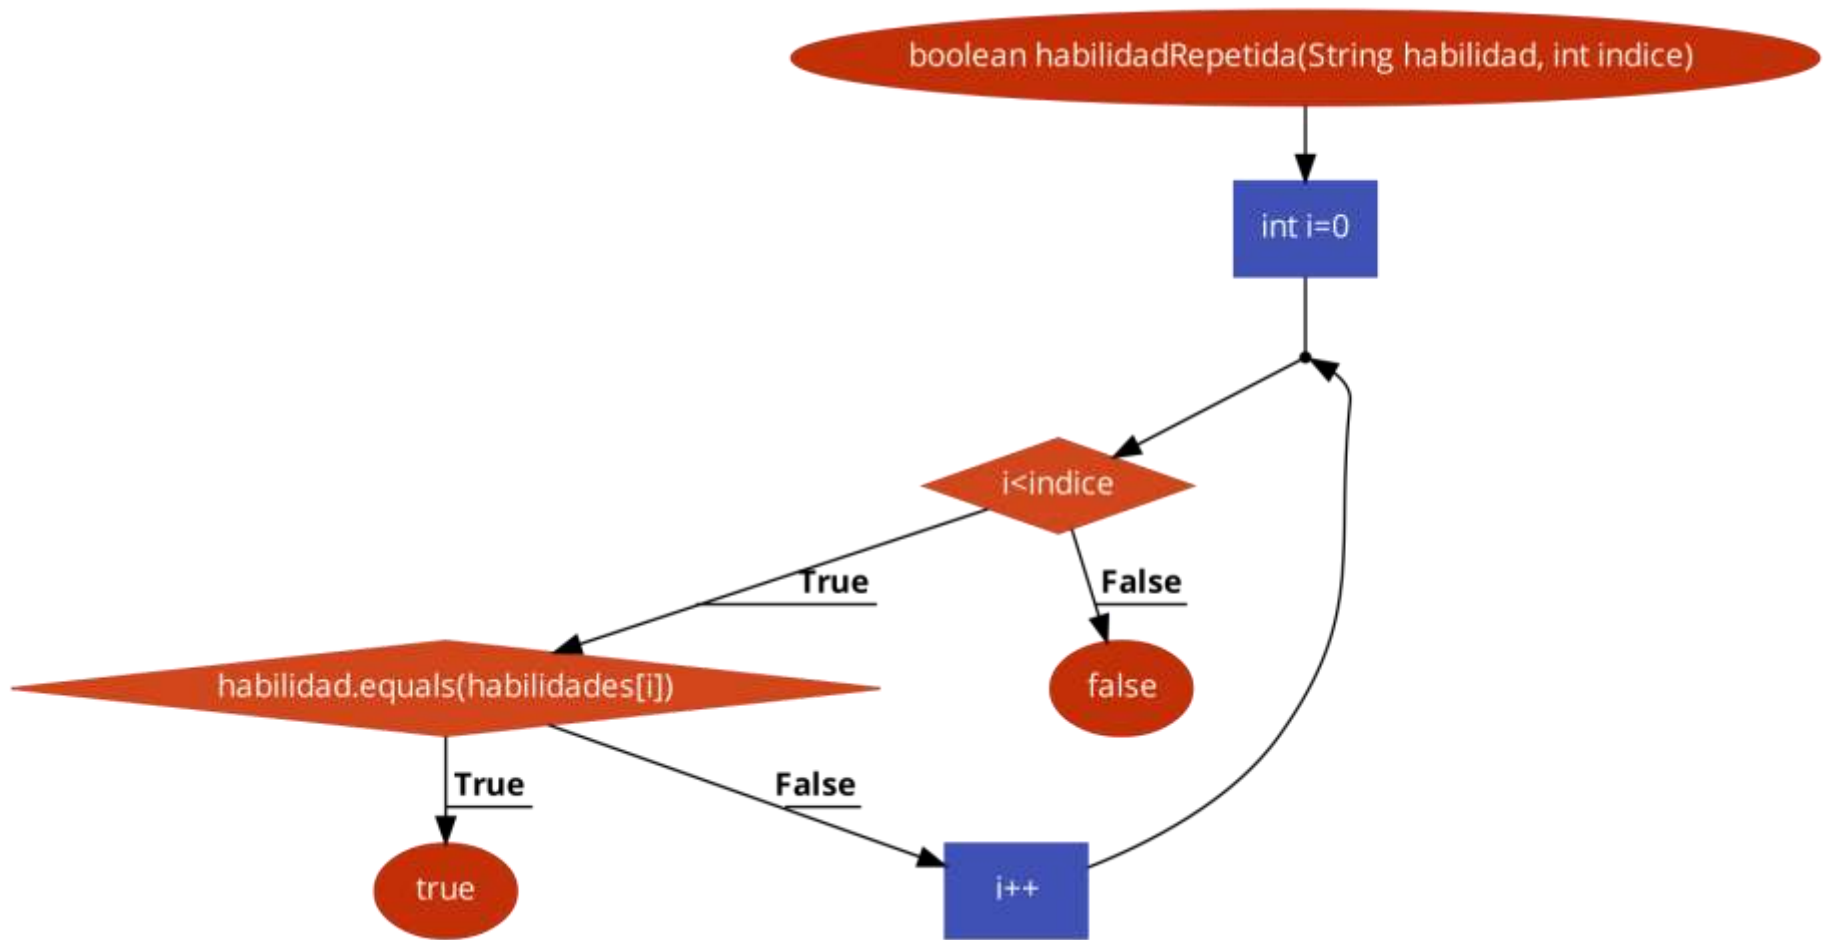 boolean habilidadRepetida(String habilidad, int indice)
int i=0
i<indice
True
False
habilidad.equals(habilidades[i])
false
True
False
true
i++